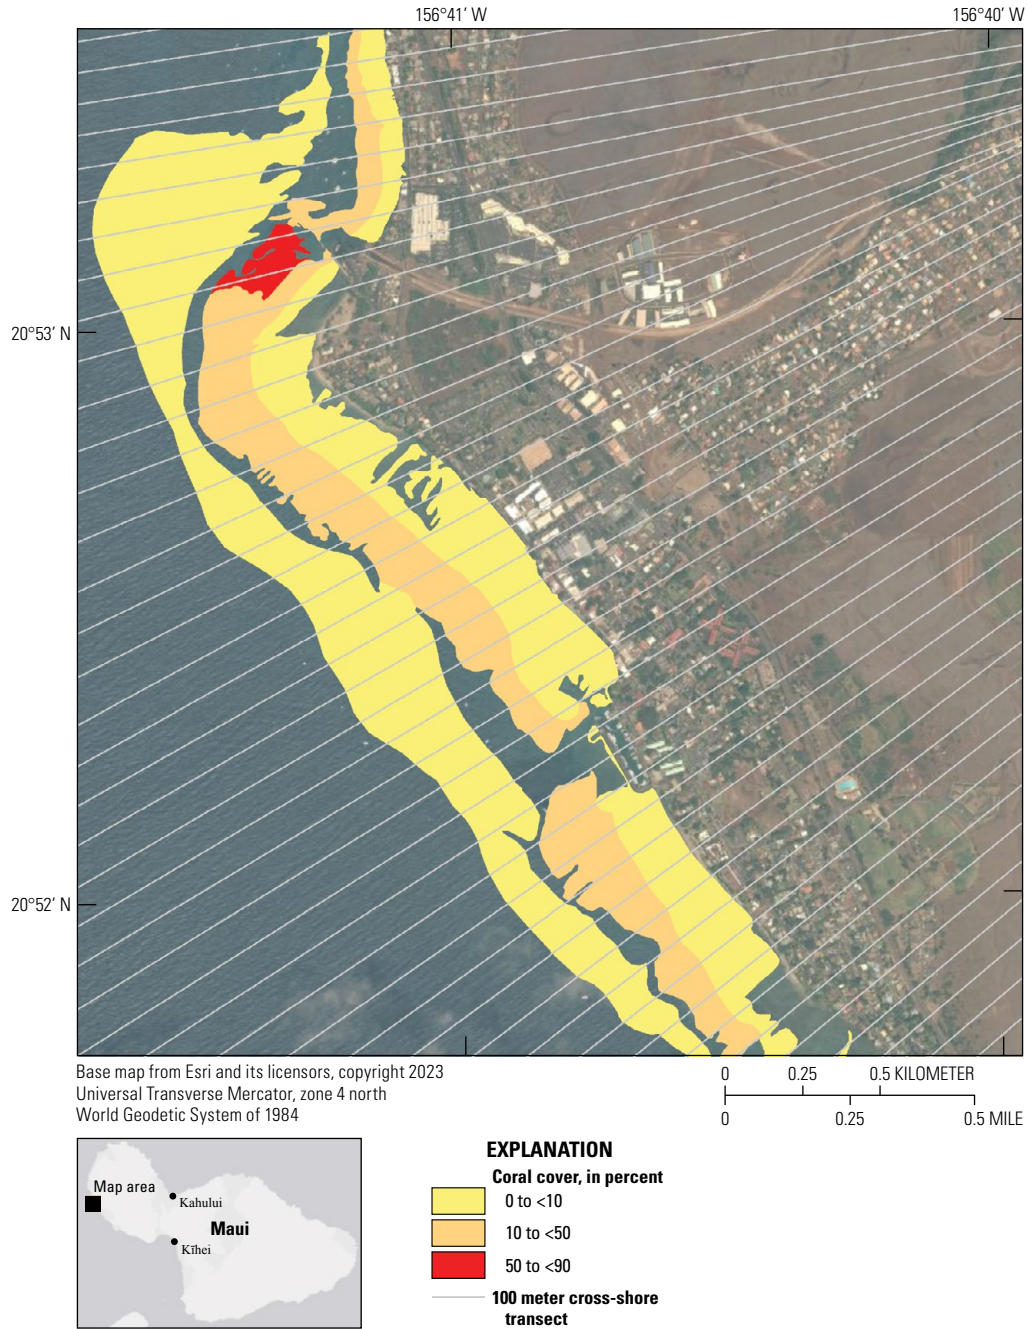 156°41′ W
156°40′ W
20°53′ N
20°52′ N
Base map from Esri and its licensors, copyright 2023
Universal Transverse Mercator, zone 4 north
World Geodetic System of 1984
0 0.25 0.5 KILOMETER
0 0.25 0.5 MILE
Map area
Kahului
Maui
Kīhei
EXPLANATION
Coral cover, in percent
0 to <10
10 to <50
50 to <90
100 meter cross-shore
transect